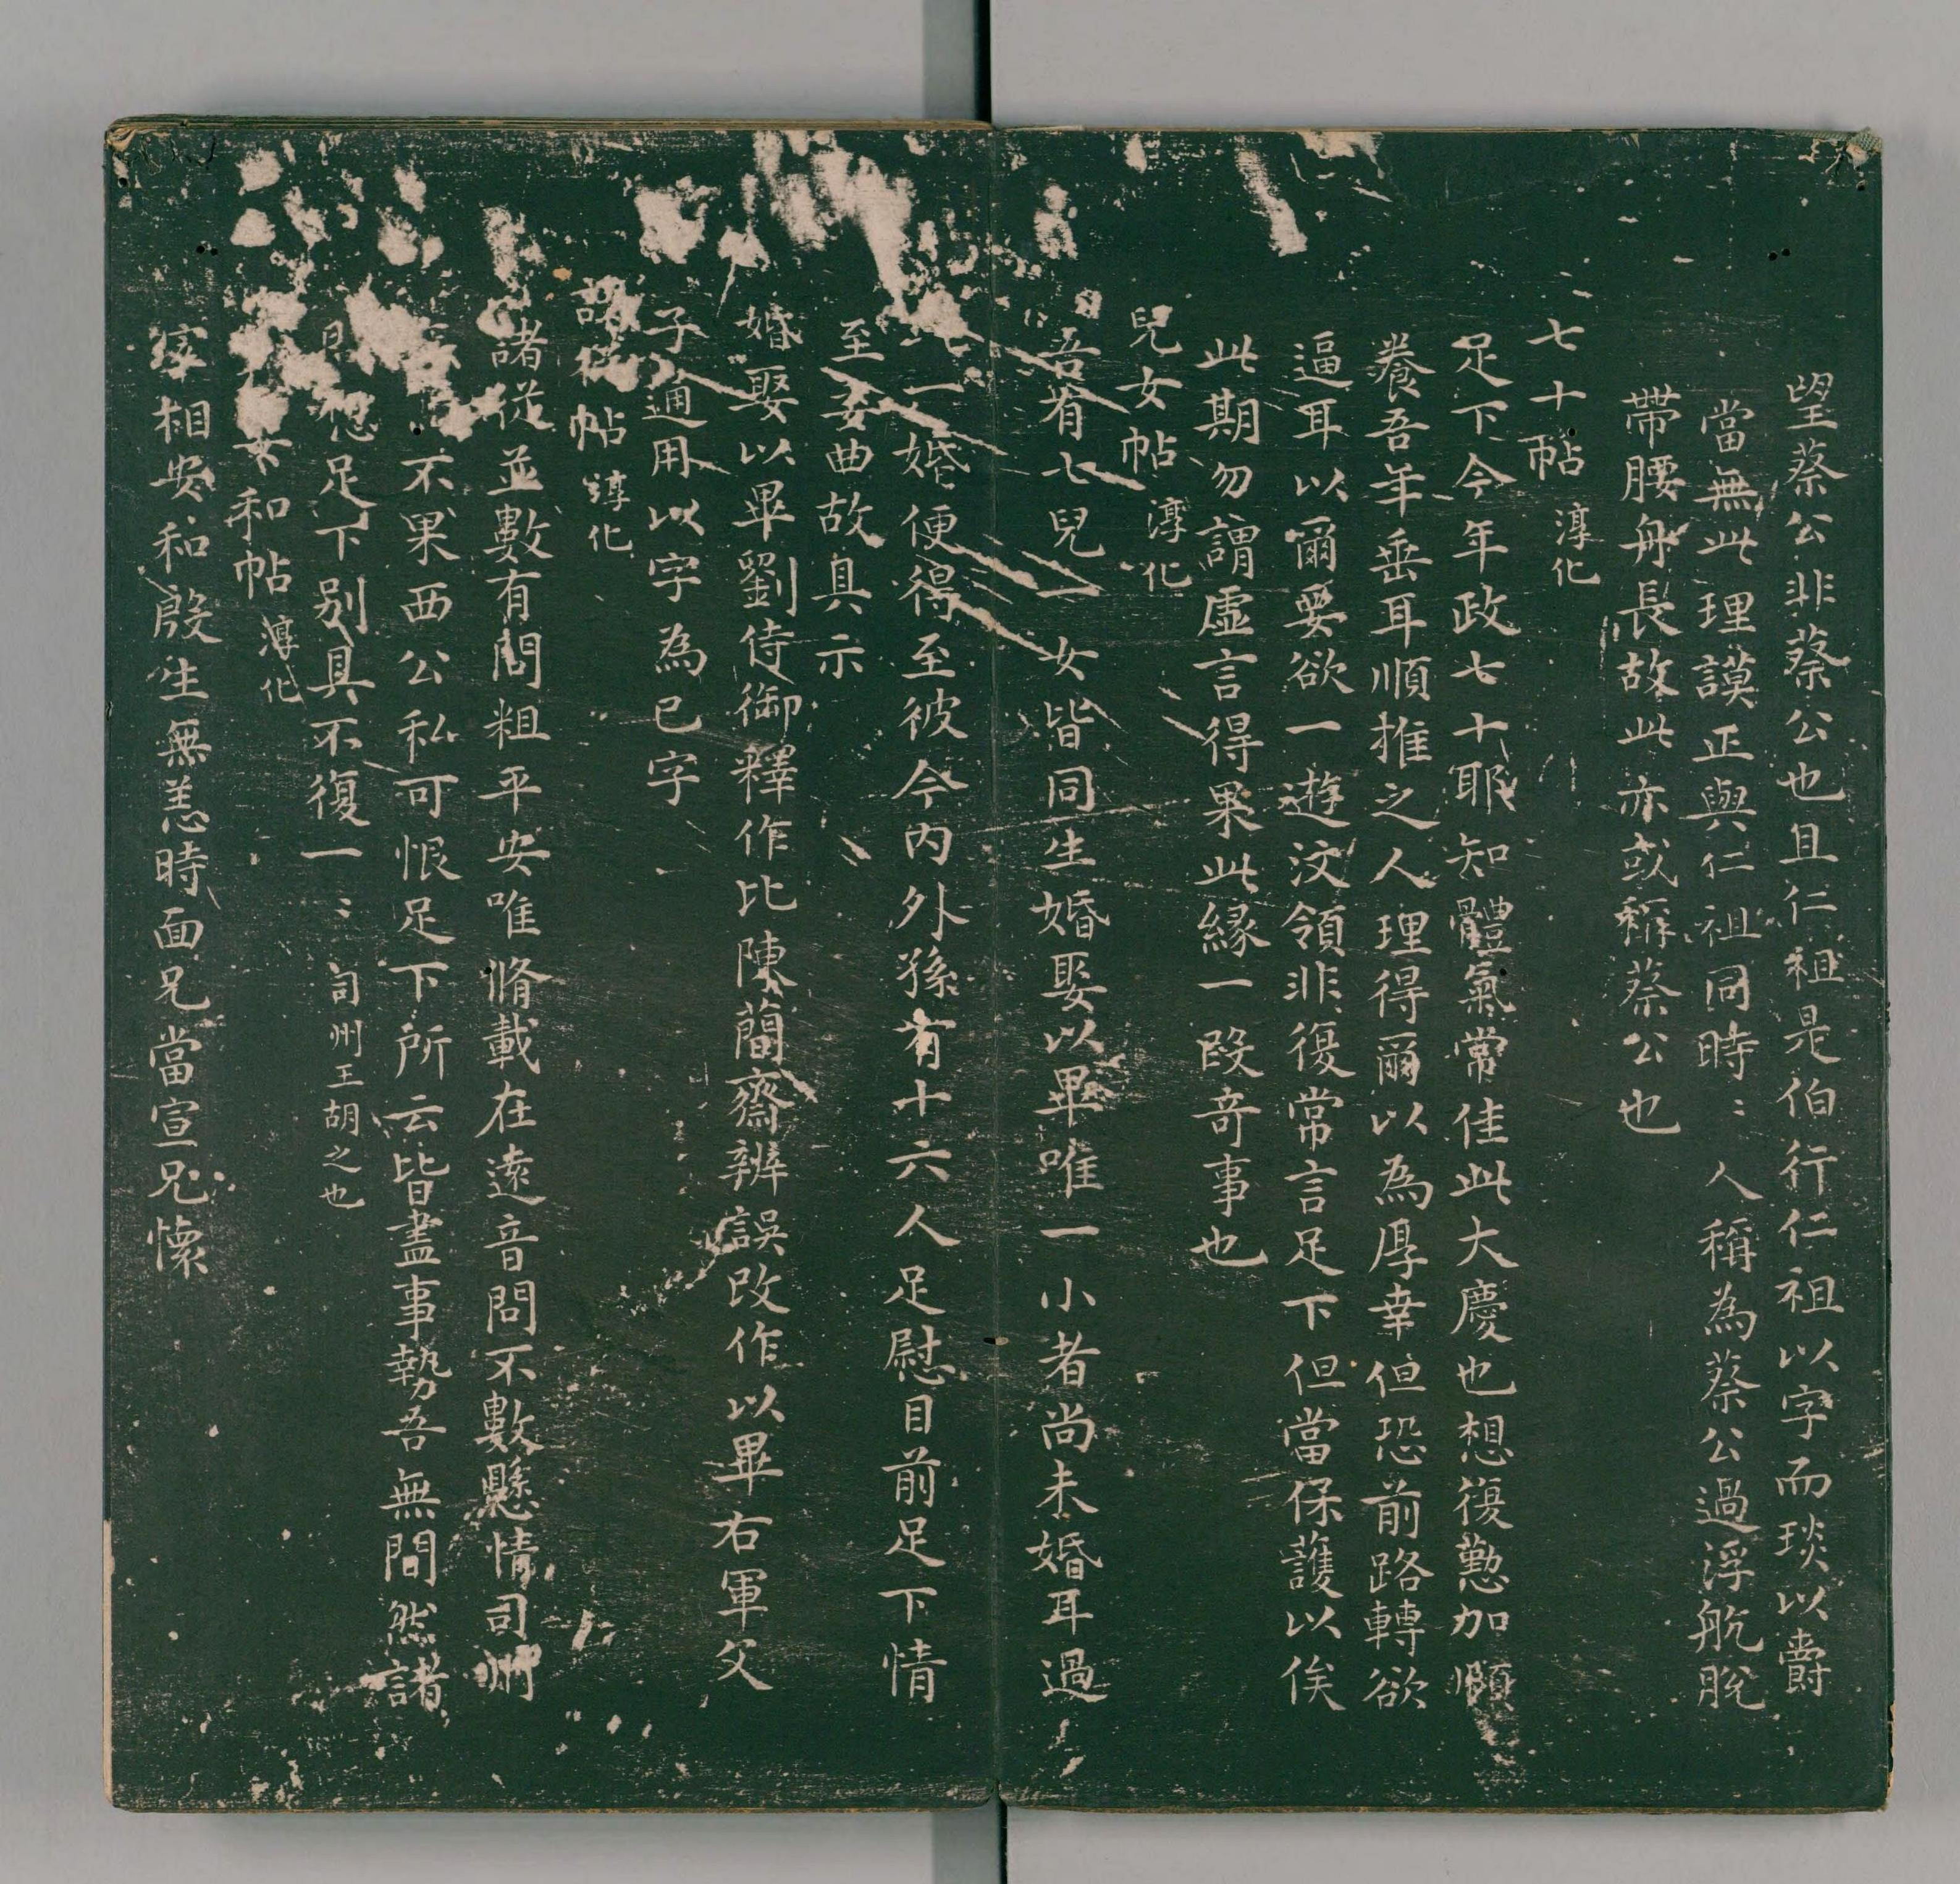 望蔡公非蔡公也且仁祖是伯行仁祖以字而琰以爵
當無此理謨正與仁祖同時〻人稱為蔡公過浮航脫
帶腰舟長故此亦或稱蔡公也
七十帖 淳化
足下今年政七十耶知體氣常佳此大慶也想復懃加頤
養吾年垂耳順推之人理得爾以為厚幸但恐前路轉欲
逼耳以爾要欲一遊汶領非復常言足下但當保護以俟
此期勿謂虛言得果此緣一段奇事也
兒女帖 淳化
吾有七兒一女皆同生婚娶以畢唯一小者尚未婚耳過
一婚便得至彼今內外孫有十六人足慰目前足下情
至委曲故具示
婚娶以畢劉侍御釋作比陳蕳齋辨誤改作以畢右軍父
子通用以字為已字
諸從帖 淳化
諸從並數有問粗平安唯脩載在遠音問不數懸情司州
不果西公私可恨足下所云皆盡事勢吾無間然諸
想足下別具不復一〻 司州王胡之也
安和帖 淳化
家相安和殷生無恙時面兄當宣兄懷